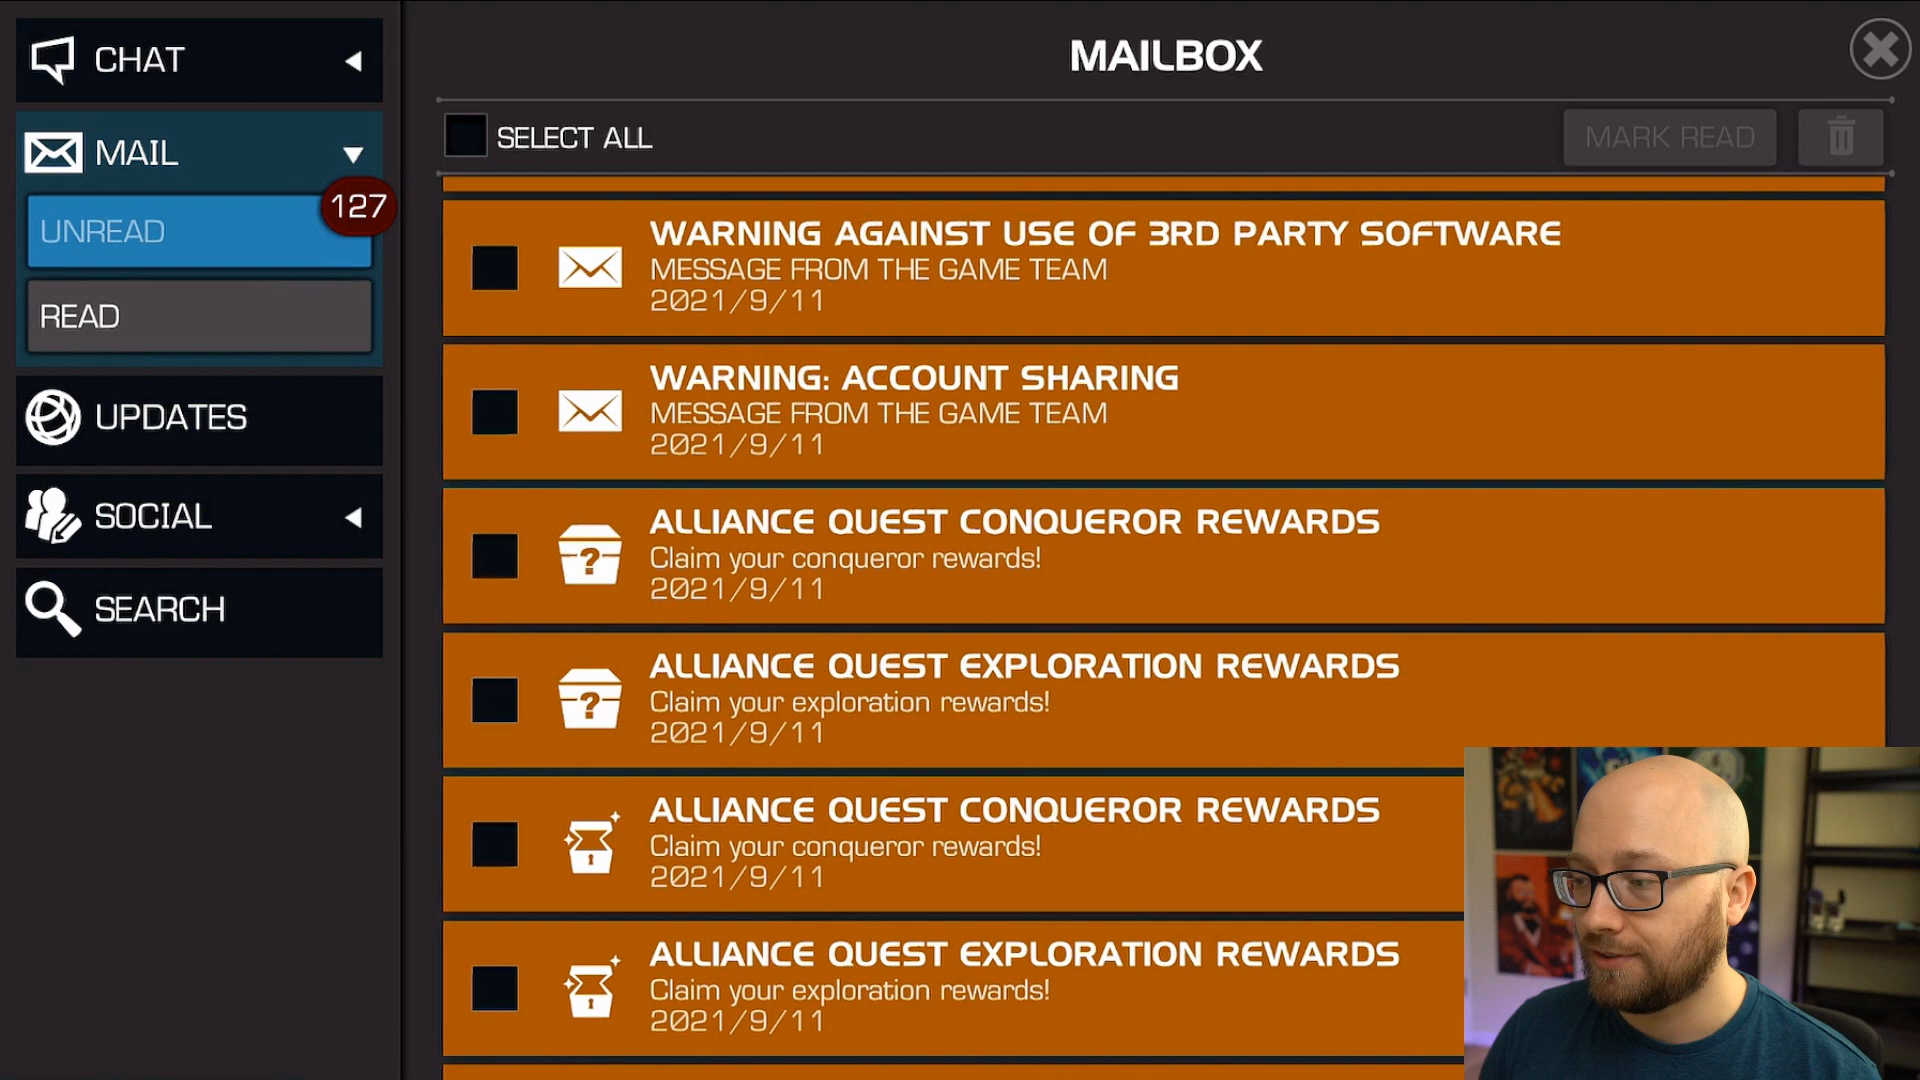 CHAT
MAIL
127
UNREAD
READ
UPDATES
SOCIAL
SEARCH
MAILBOX
SELECT ALL
MARK READ
WARNING AGAINST USE OF 3RD PARTY SOFTWARE
MESSAGE FROM THE GAME TEAM
2021/9/11
WARNING: ACCOUNT SHARING
MESSAGE FROM THE GAME TEAM
2021/9/11
ALLIANCE QUEST CONQUEROR REWARDS
Claim your conqueror rewards!
2021/9/11
ALLIANCE QUEST EXPLORATION REWARDS
Claim your exploration rewards!
2021/9/11
ALLIANCE QUEST CONQUEROR REWARDS
Claim your conqueror rewards!
2021/9/11
ALLIANCE QUEST EXPLORATION REWARDS
Claim your exploration rewards!
2021/9/11